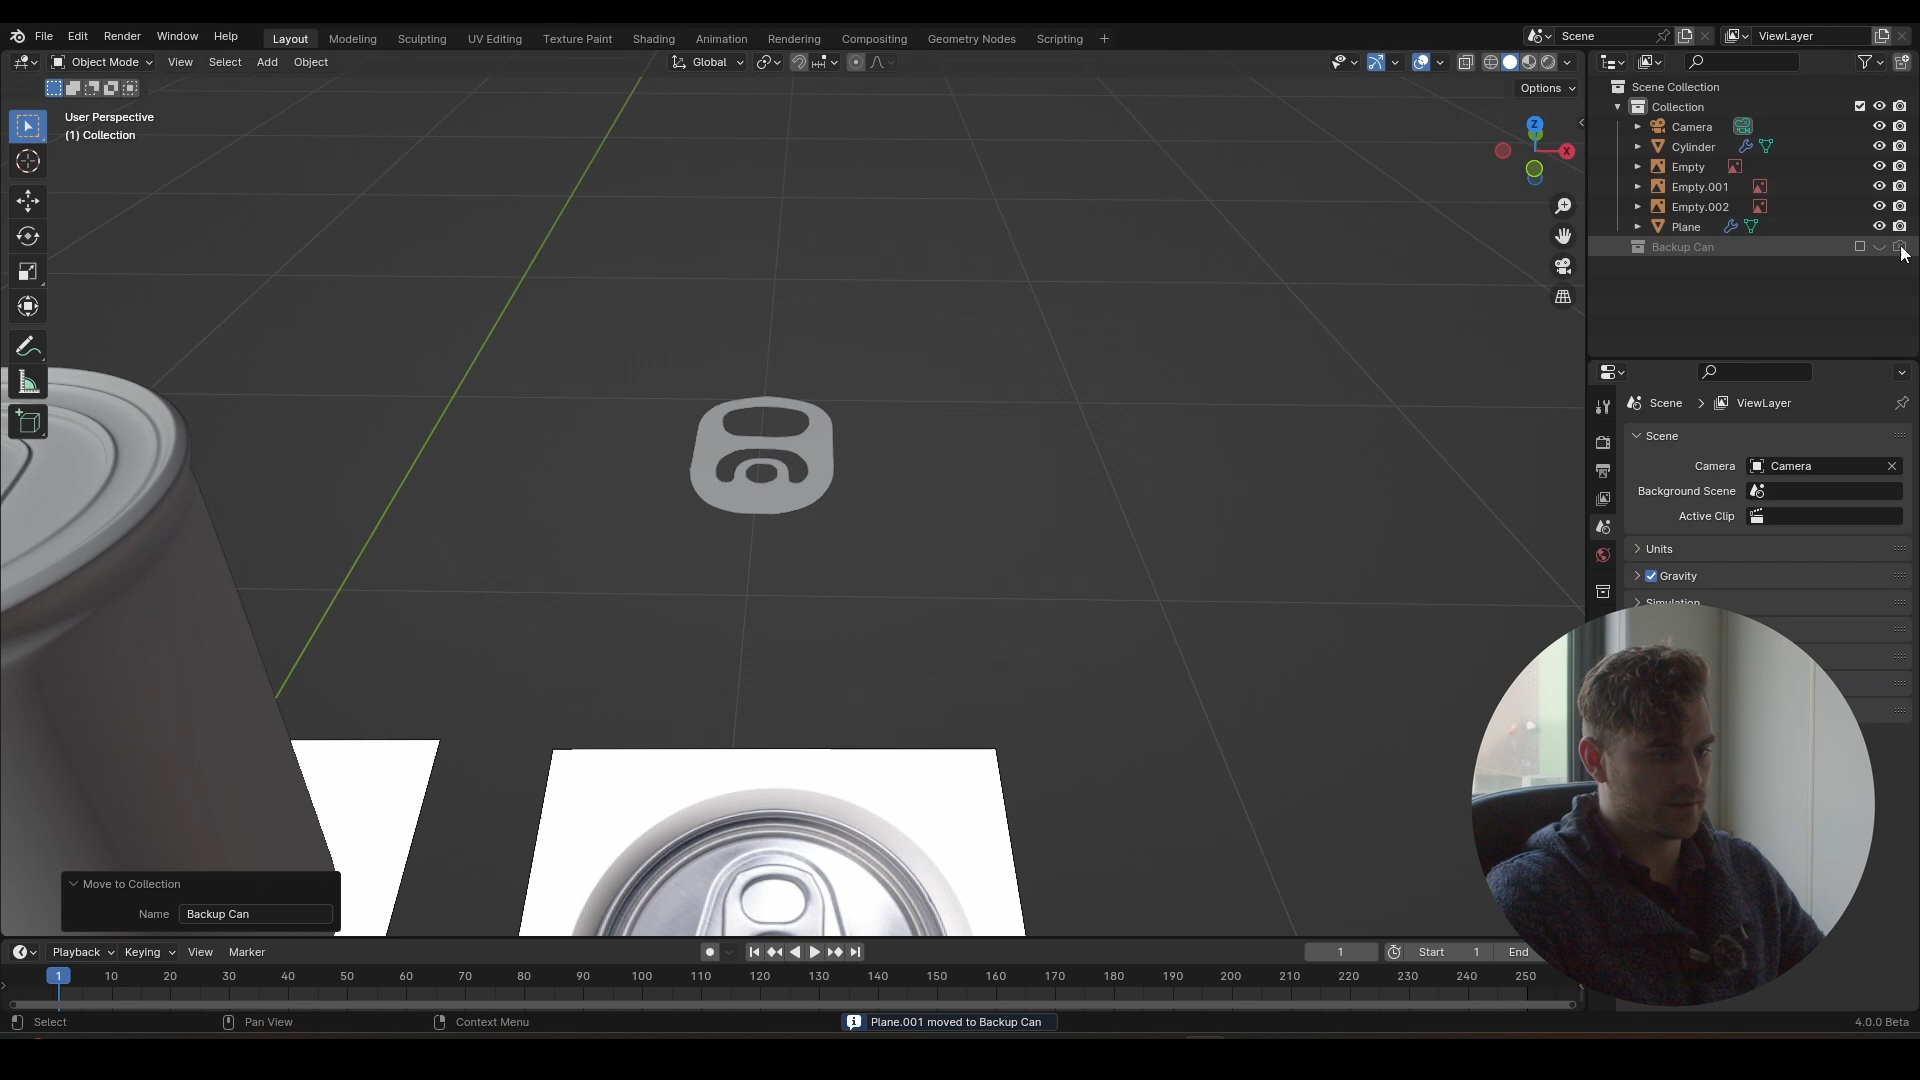 File Edit Render Window Help
Layout Modeling Sculpting UV Editing Texture Paint Shading Animation Rendering Compositing Geometry Nodes Scripting +
Scene
ViewLayer
Object Mode View Select Add Object
Global
Options
User Perspective
(1) Collection
Z
X
Scene Collection
Collection
Camera
Cylinder
Empty
Empty.001
Empty.002
Plane
Backup Can
Scene > ViewLayer
Scene
Camera Camera
Background Scene
Active Clip
Units
Gravity
Simulation
Move to Collection
Name Backup Can
Playback Keying View Marker
1 Start 1 End
1 10 20 30 40 50 60 70 80 90 100 110 120 130 140 150 160 170 180 190 200 210 220 230 240 250
Select Pan View Context Menu
Plane.001 moved to Backup Can
4.0.0 Beta